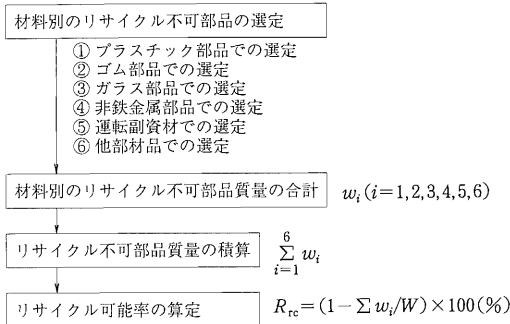 材料別のリサイクル不可部品の選定
① プラスチック部品での選定
② ゴム部品での選定
③ ガラス部品での選定
④ 非鉄金属部品での選定
⑤ 運転副資材での選定
⑥ 他部材品での選定
材料別のリサイクル不可部品質量の合計 wi(i=1,2,3,4,5,6)
リサイクル不可部品質量の積算 6∑i=1 wi
リサイクル可能率の算定 Rrc=(1−∑wi/W)×100(%)